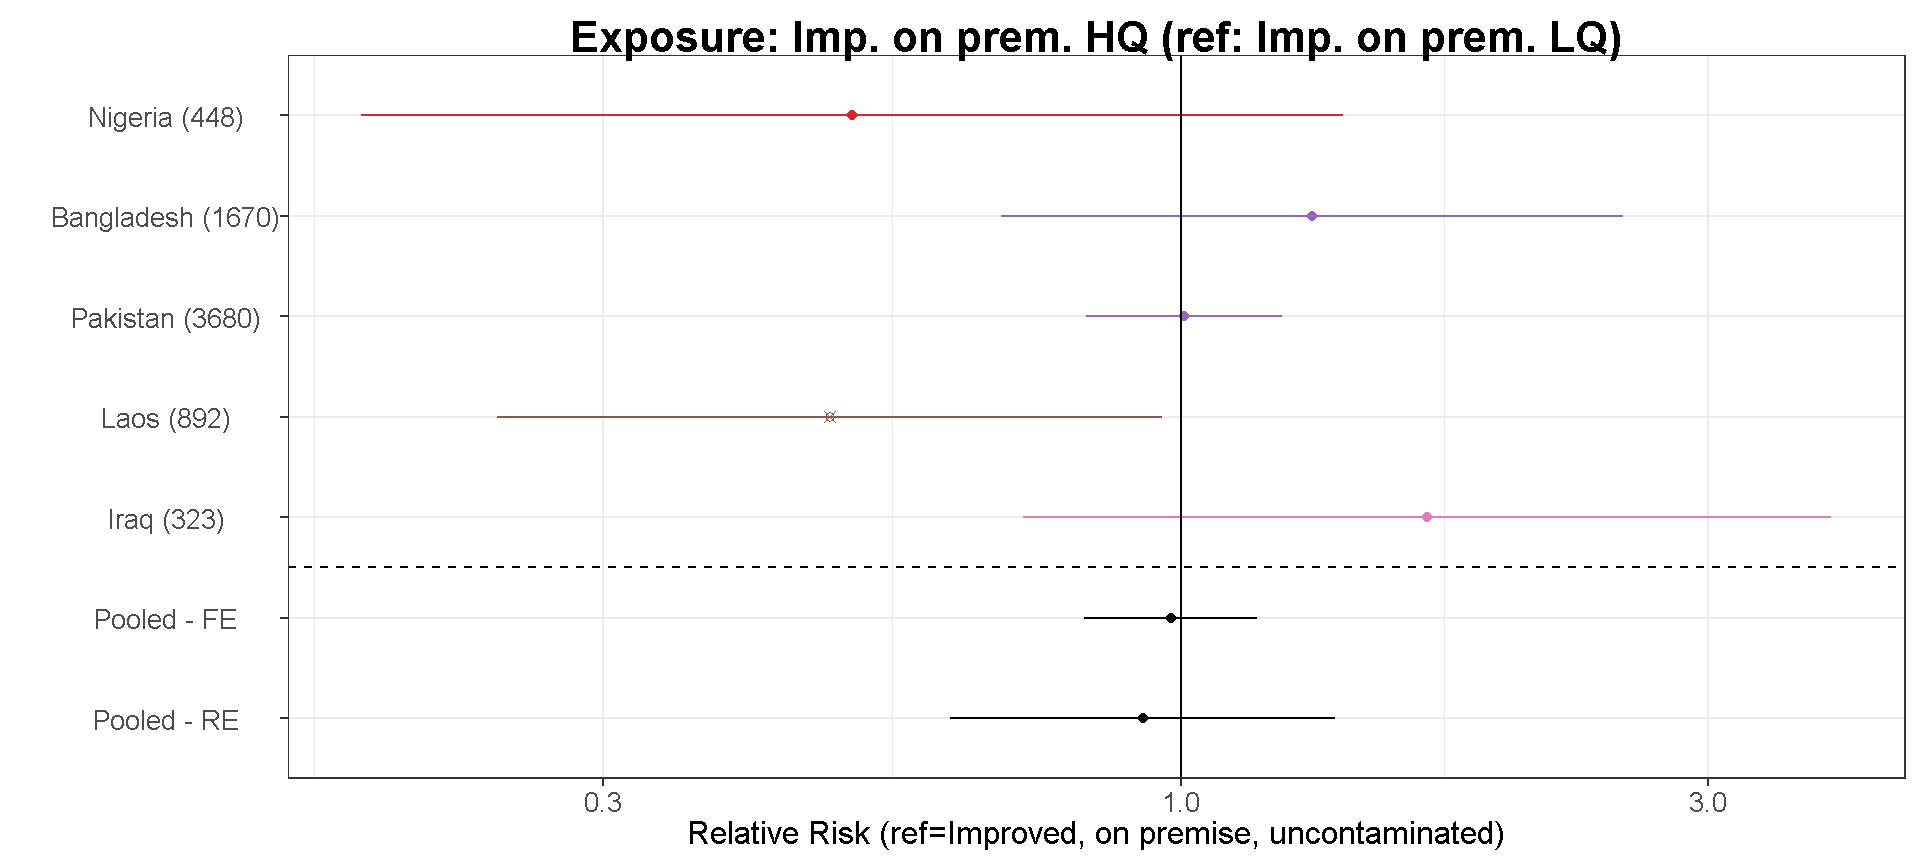 Exposure: Imp. on prem. HQ (ref: Imp. on prem. LQ)
Nigeria (448)
Bangladesh (1670)
Pakistan (3680)
Laos (892)
Iraq (323)
Pooled - FE
Pooled - RE
0.3 1.0 3.0
Relative Risk (ref=Improved, on premise, uncontaminated)